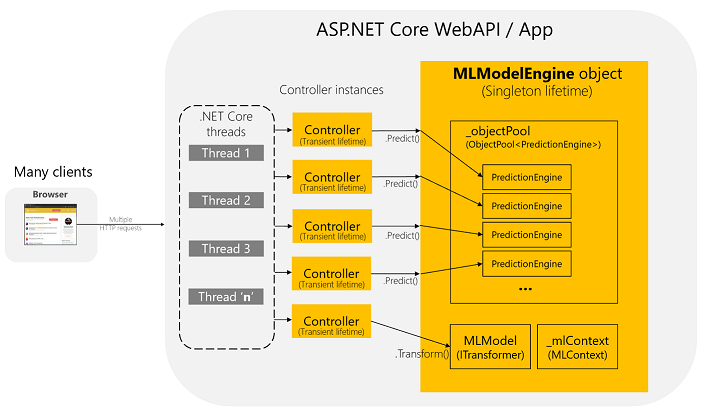 ASP.NET Core WebAPI / App
MLModelEngine object
(Singleton lifetime)
Controller instances
.NET Core
threads
Thread 1
Thread 2
Thread 3
Thread 'n'
Many clients
Browser
Multiple
HTTP requests
Controller
(Transient lifetime)
.Predict()
Controller
(Transient lifetime)
.Predict()
Controller
(Transient lifetime)
.Predict()
Controller
(Transient lifetime)
.Predict()
Controller
(Transient lifetime)
.Transform()
_objectPool
(ObjectPool<PredictionEngine>)
PredictionEngine
PredictionEngine
PredictionEngine
PredictionEngine
...
MLModel
(ITransformer)
_mlContext
(MLContext)